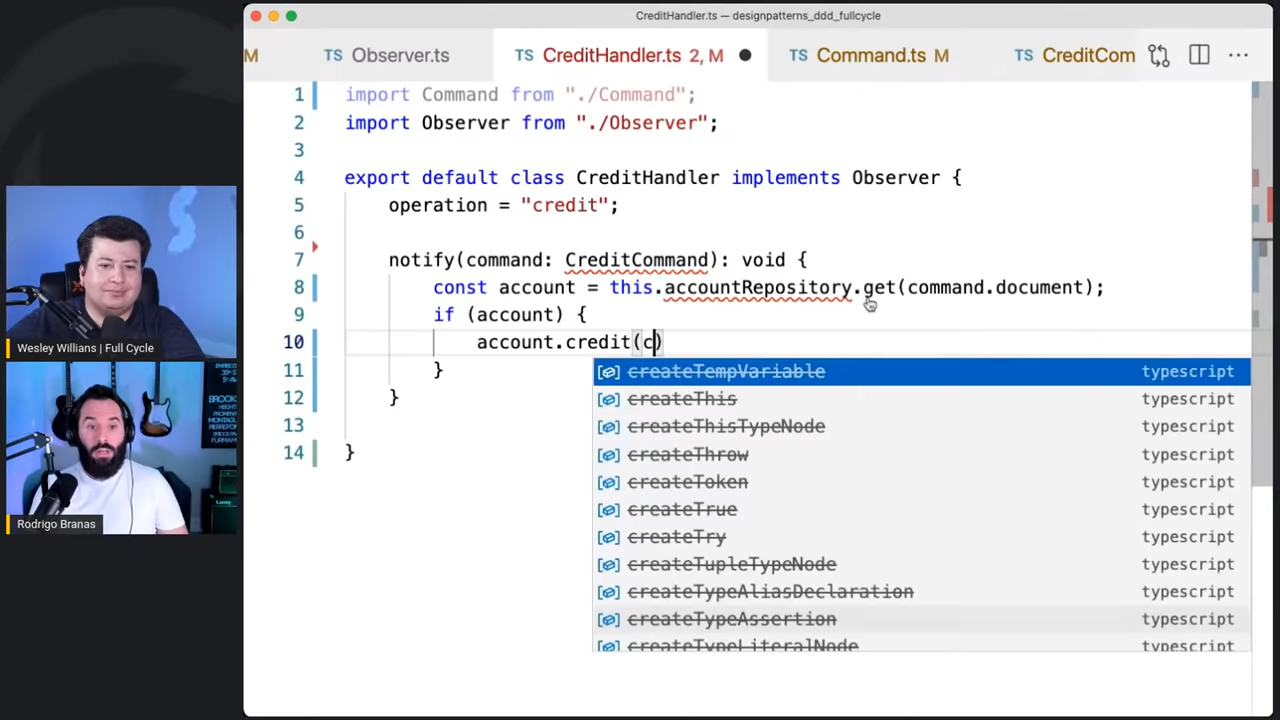 CreditHandler.ts — designpatterns_ddd_fullcycle
M
TS Observer.ts
TS CreditHandler.ts 2, M
TS Command.ts M
TS CreditCom
1 import Command from "./Command";
2 import Observer from "./Observer";
3
4 export default class CreditHandler implements Observer {
5 operation = "credit";
6
7 notify(command: CreditCommand): void {
8 const account = this.accountRepository.get(command.document);
9 if (account) {
10 account.credit(c)
11 }
12 }
13
14 }
createTempVariable typescript
createThis typescript
createThisTypeNode typescript
createThrow typescript
createToken typescript
createTrue typescript
createTry typescript
createTupleTypeNode typescript
createTypeAliasDeclaration typescript
createTypeAssertion typescript
createTypeLiteralNode typescript
Wesley Willians | Full Cycle
BROOK
Rodrigo Branas